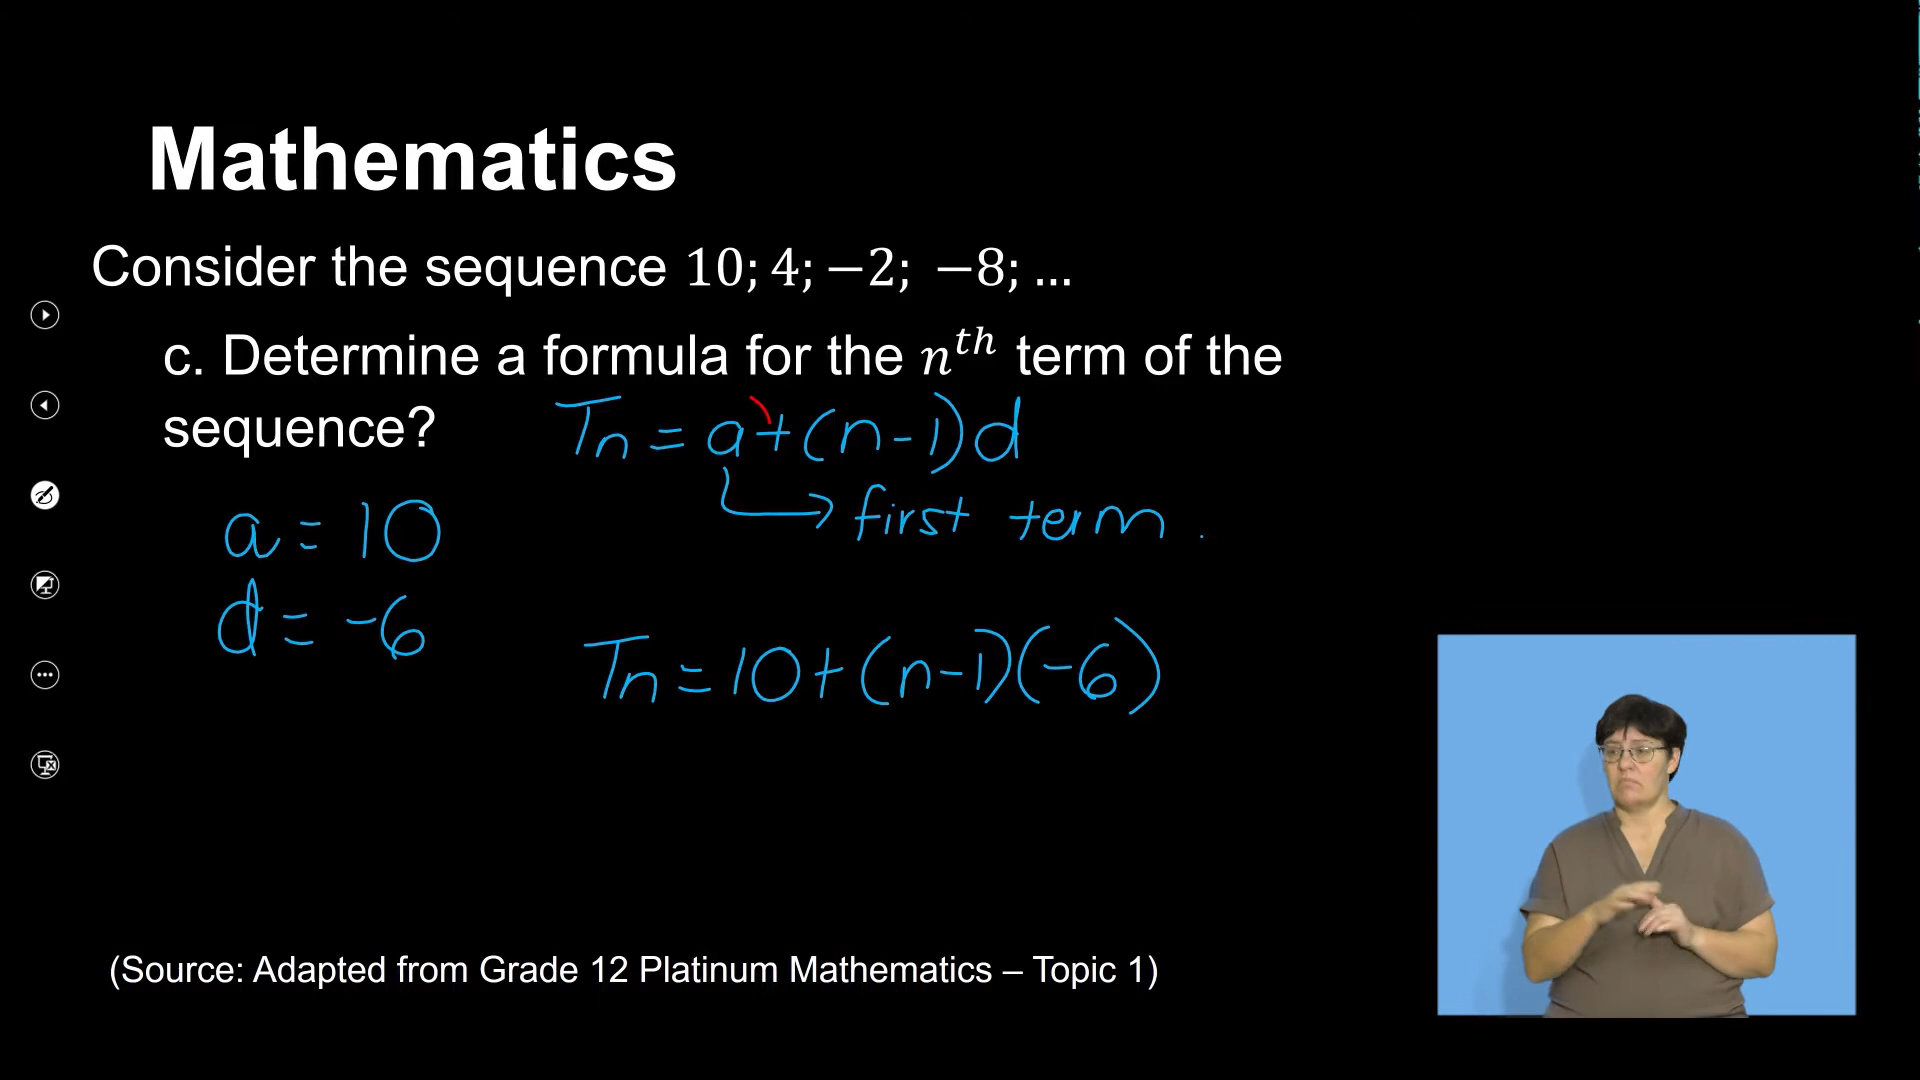 Mathematics
Consider the sequence 10; 4; −2; −8; ...
c. Determine a formula for the nᵗʰ term of the
sequence?
Tn = a + (n-1)d
first term.
a = 10
d = -6
Tn = 10 + (n-1)(-6)
(Source: Adapted from Grade 12 Platinum Mathematics – Topic 1)